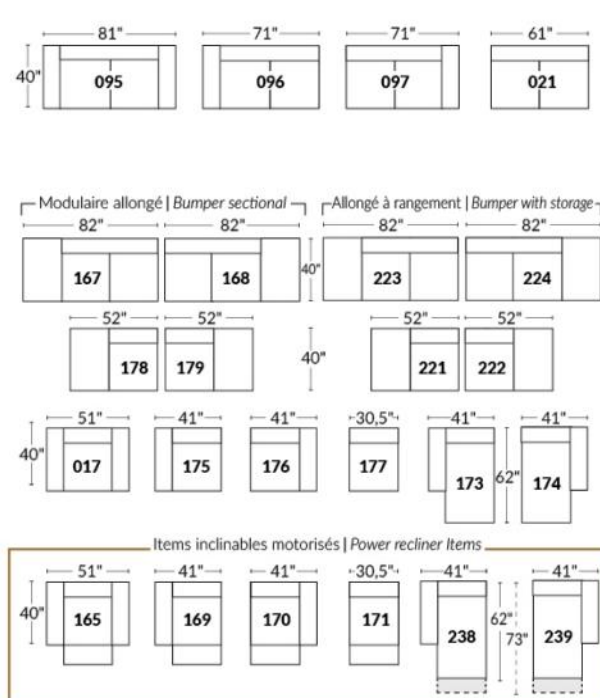 81" 71" 71" 61"
40" 095 096 097 021
Modulaire allongé | Bumper sectional Allongé à rangement | Bumper with storage
82" 82" 82" 82"
167 168 40" 223 224
52" 52" 52" 52"
178 179 40" 221 222
51" 41" 41" 30,5" 41" 41"
40" 017 175 176 177 173 62" 174
Items inclinables motorisés | Power recliner Items
51" 41" 41" 30,5" 41" 41"
40" 165 169 170 171 238 62" 73" 239